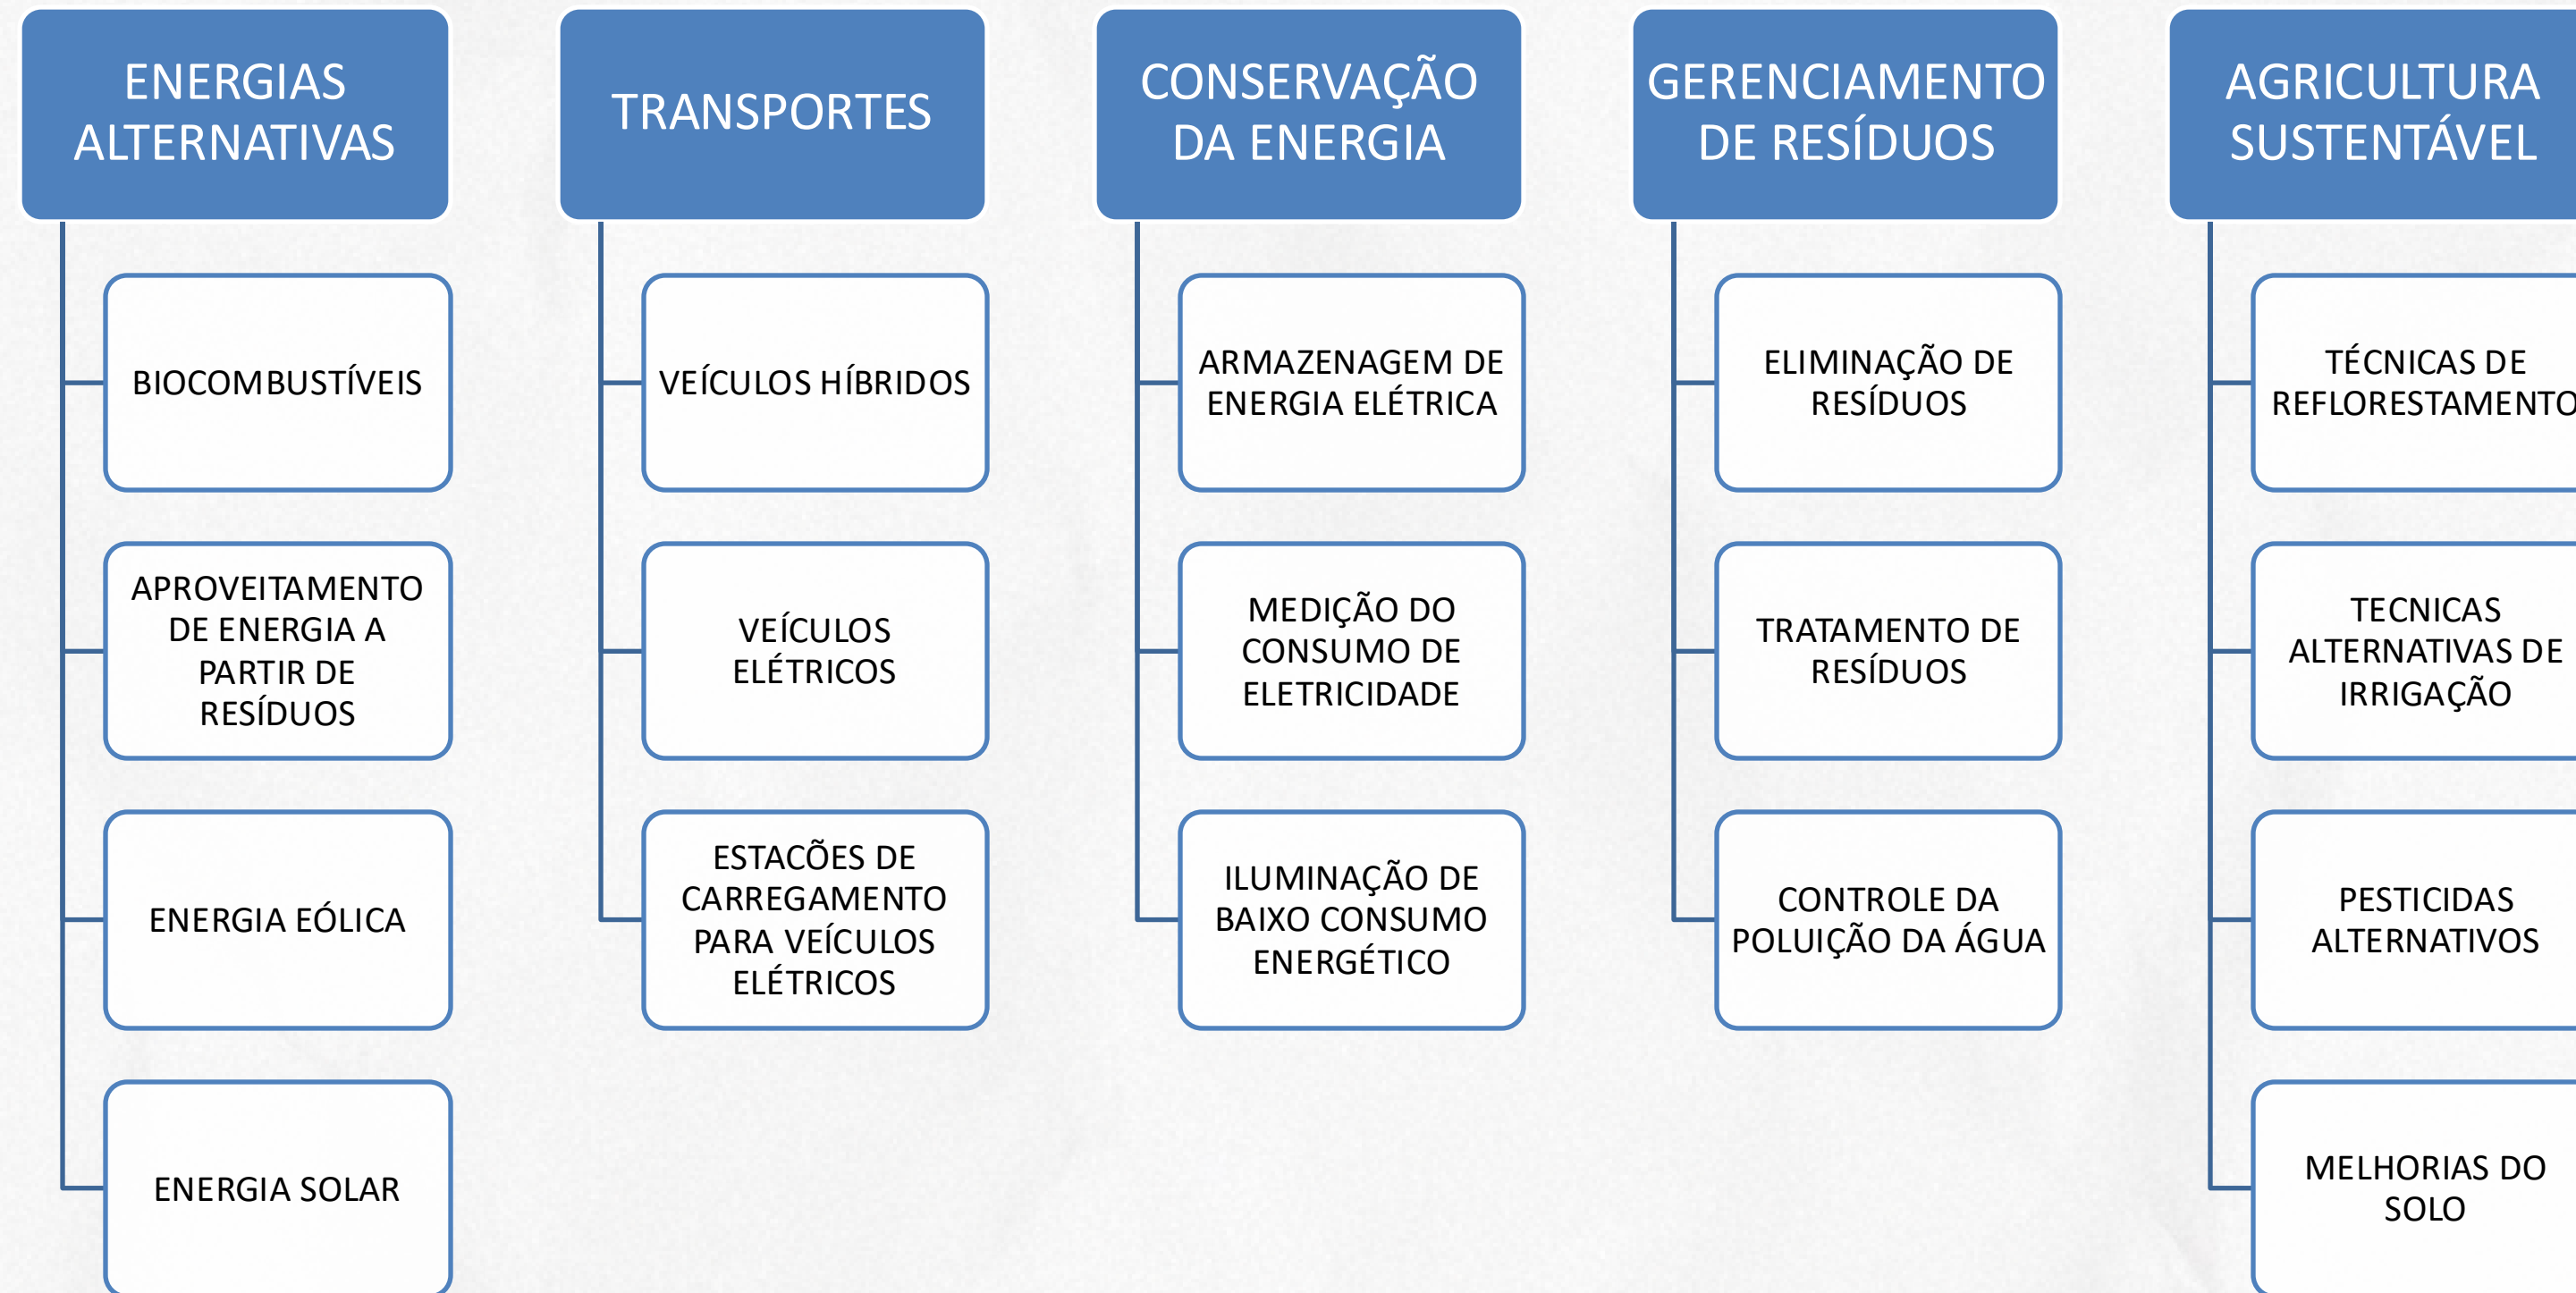 ENERGIAS
ALTERNATIVAS
BIOCOMBUSTÍVEIS
APROVEITAMENTO
DE ENERGIA A
PARTIR DE
RESÍDUOS
ENERGIA EÓLICA
ENERGIA SOLAR
TRANSPORTES
VEÍCULOS HÍBRIDOS
VEÍCULOS
ELÉTRICOS
ESTACÕES DE
CARREGAMENTO
PARA VEÍCULOS
ELÉTRICOS
CONSERVAÇÃO
DA ENERGIA
ARMAZENAGEM DE
ENERGIA ELÉTRICA
MEDIÇÃO DO
CONSUMO DE
ELETRICIDADE
ILUMINAÇÃO DE
BAIXO CONSUMO
ENERGÉTICO
GERENCIAMENTO
DE RESÍDUOS
ELIMINAÇÃO DE
RESÍDUOS
TRATAMENTO DE
RESÍDUOS
CONTROLE DA
POLUIÇÃO DA ÁGUA
AGRICULTURA
SUSTENTÁVEL
TÉCNICAS DE
REFLORESTAMENTO
TECNICAS
ALTERNATIVAS DE
IRRIGAÇÃO
PESTICIDAS
ALTERNATIVOS
MELHORIAS DO
SOLO